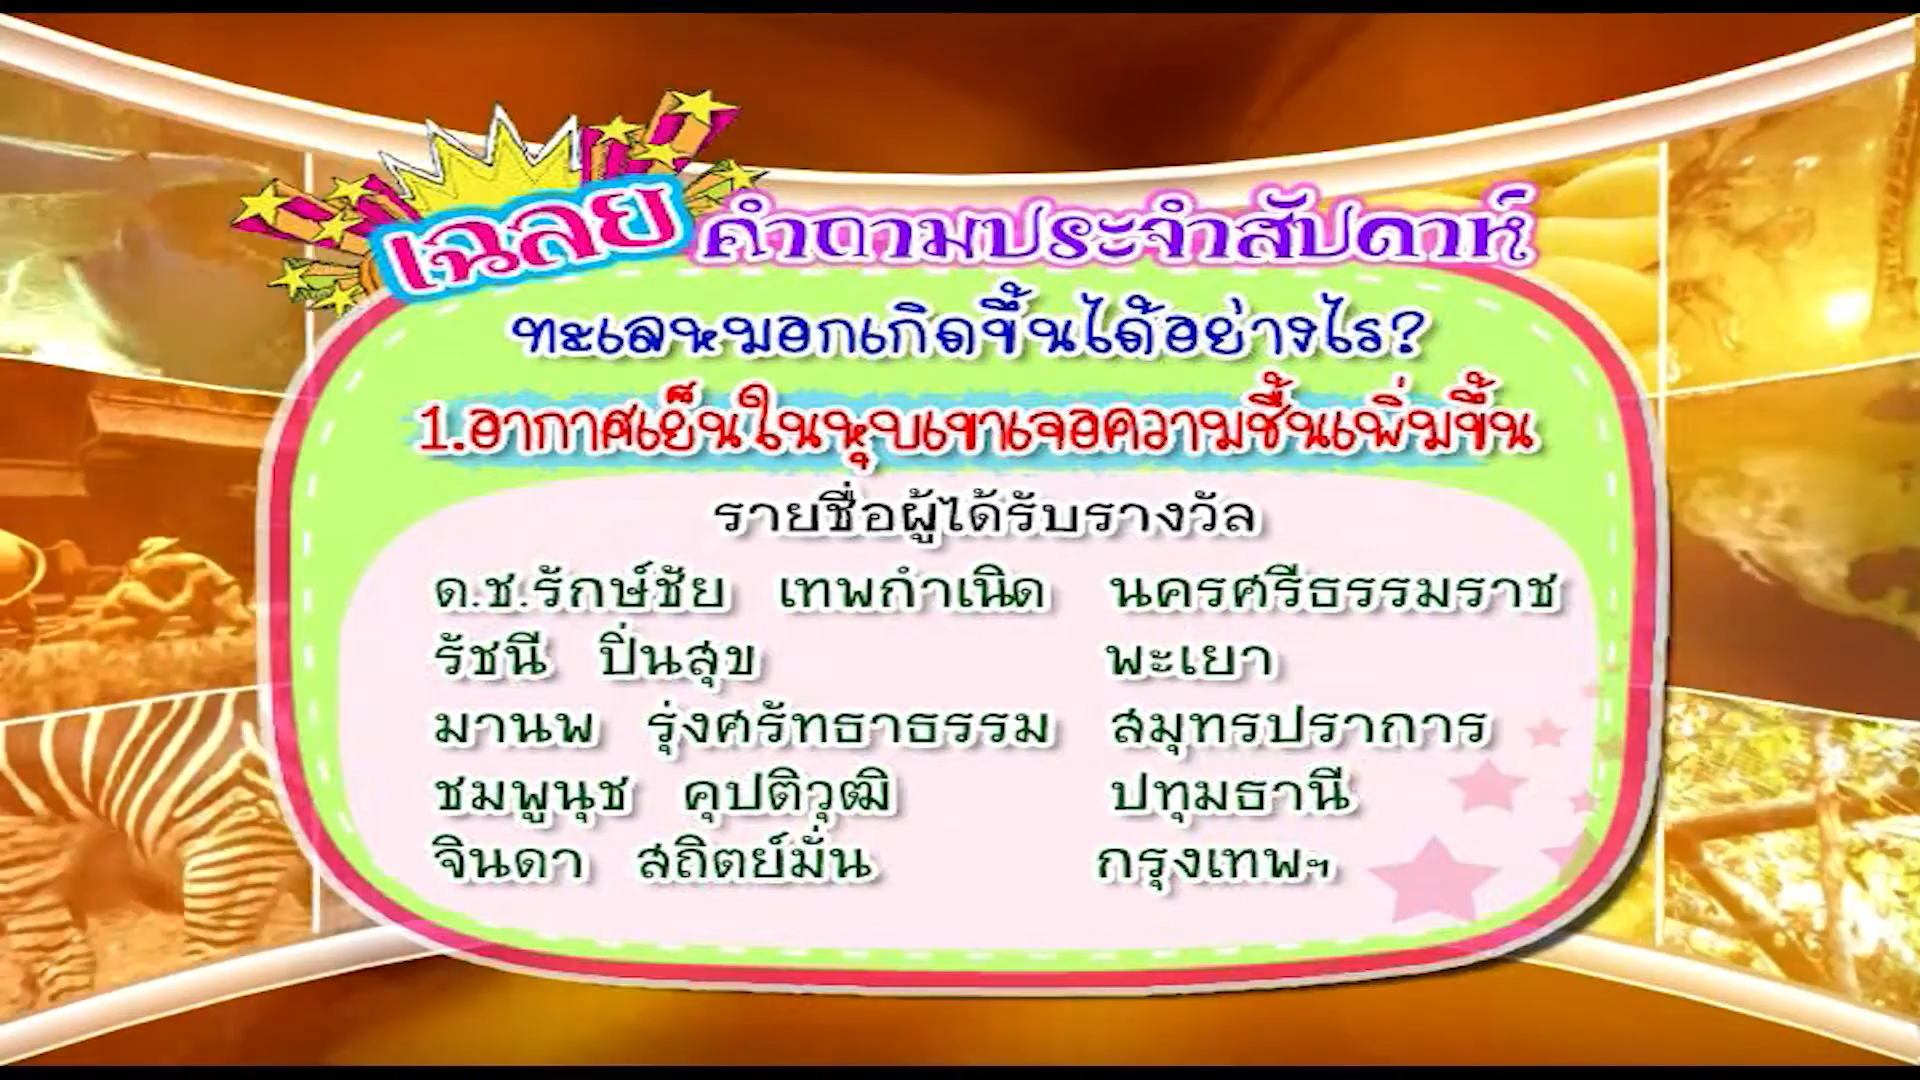 เฉลย คำถามประจำสัปดาห์
ทะเลหมอกเกิดขึ้นได้อย่างไร?
1.อากาศเย็นในหุบเขาเจอความชื้นเพิ่มขึ้น
รายชื่อผู้ได้รับรางวัล
ด.ช.รักษ์ชัย เทพกำเนิด นครศรีธรรมราช
รัชนี ปิ่นสุข พะเยา
มานพ รุ่งศรัทธาธรรม สมุทรปราการ
ชมพูนุช คุปติวุฒิ ปทุมธานี
จินดา สถิตย์มั่น กรุงเทพฯ